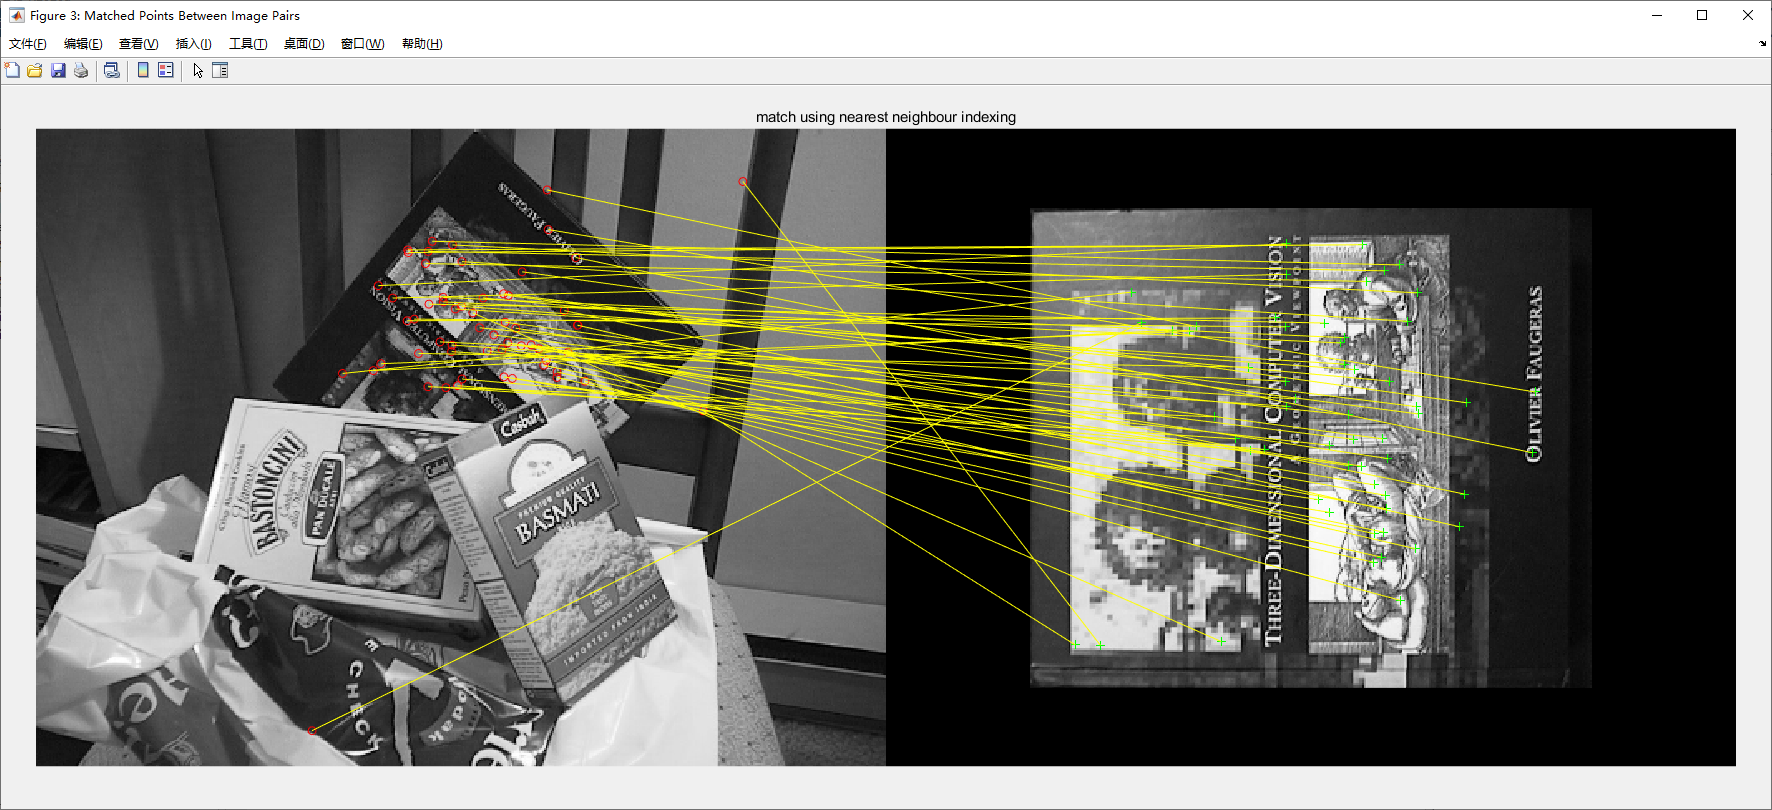 Figure 3: Matched Points Between Image Pairs
文件(F) 编辑(E) 查看(V) 插入(I) 工具(T) 桌面(D) 窗口(W) 帮助(H)
match using nearest neighbour indexing
OLIVIER FAUGERAS
VISION
Casbah
BASTONCINI
PAN DUCALE
PREMIUM QUALITY
BASMATI
IMPORTED FROM INDIA
CHECK
THREE-DIMENSIONAL COMPUTER VISION
A GEOMETRIC VIEWPOINT
OLIVIER FAUGERAS